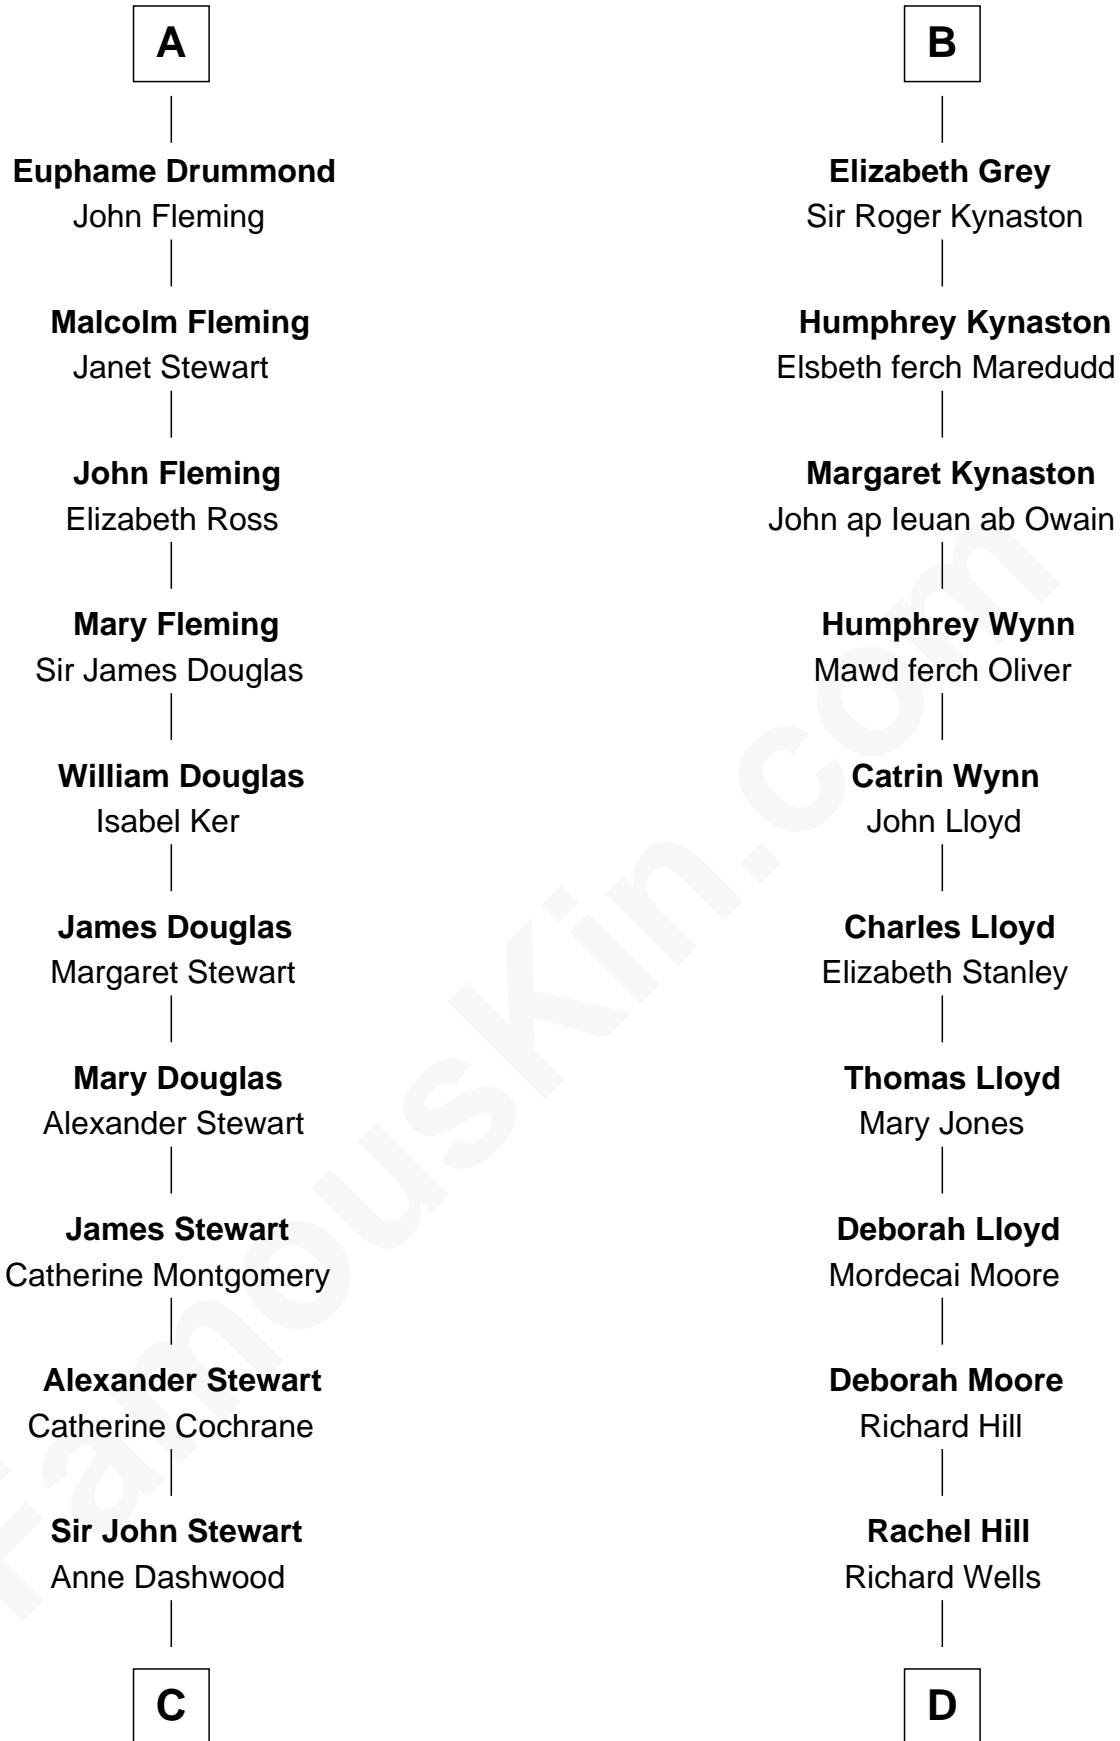 A
Euphame Drummond
John Fleming
Malcolm Fleming
Janet Stewart
John Fleming
Elizabeth Ross
Mary Fleming
Sir James Douglas
William Douglas
Isabel Ker
James Douglas
Margaret Stewart
Mary Douglas
Alexander Stewart
James Stewart
Catherine Montgomery
Alexander Stewart
Catherine Cochrane
Sir John Stewart
Anne Dashwood
C
B
Elizabeth Grey
Sir Roger Kynaston
Humphrey Kynaston
Elsbeth ferch Maredudd
Margaret Kynaston
John ap Ieuan ab Owain
Humphrey Wynn
Mawd ferch Oliver
Catrin Wynn
John Lloyd
Charles Lloyd
Elizabeth Stanley
Thomas Lloyd
Mary Jones
Deborah Lloyd
Mordecai Moore
Deborah Moore
Richard Hill
Rachel Hill
Richard Wells
D
FamousKin.com